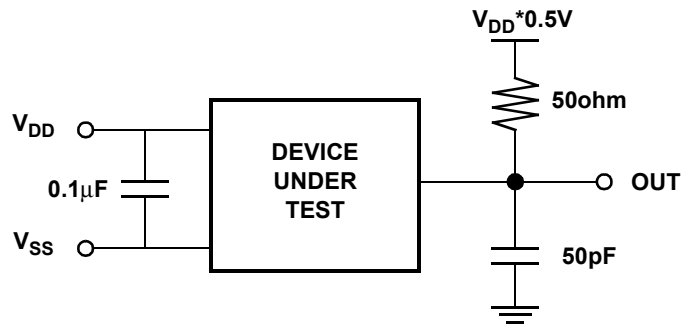 VDD*0.5V
50ohm
VDD
0.1μF
VSS
DEVICE
UNDER
TEST
OUT
50pF